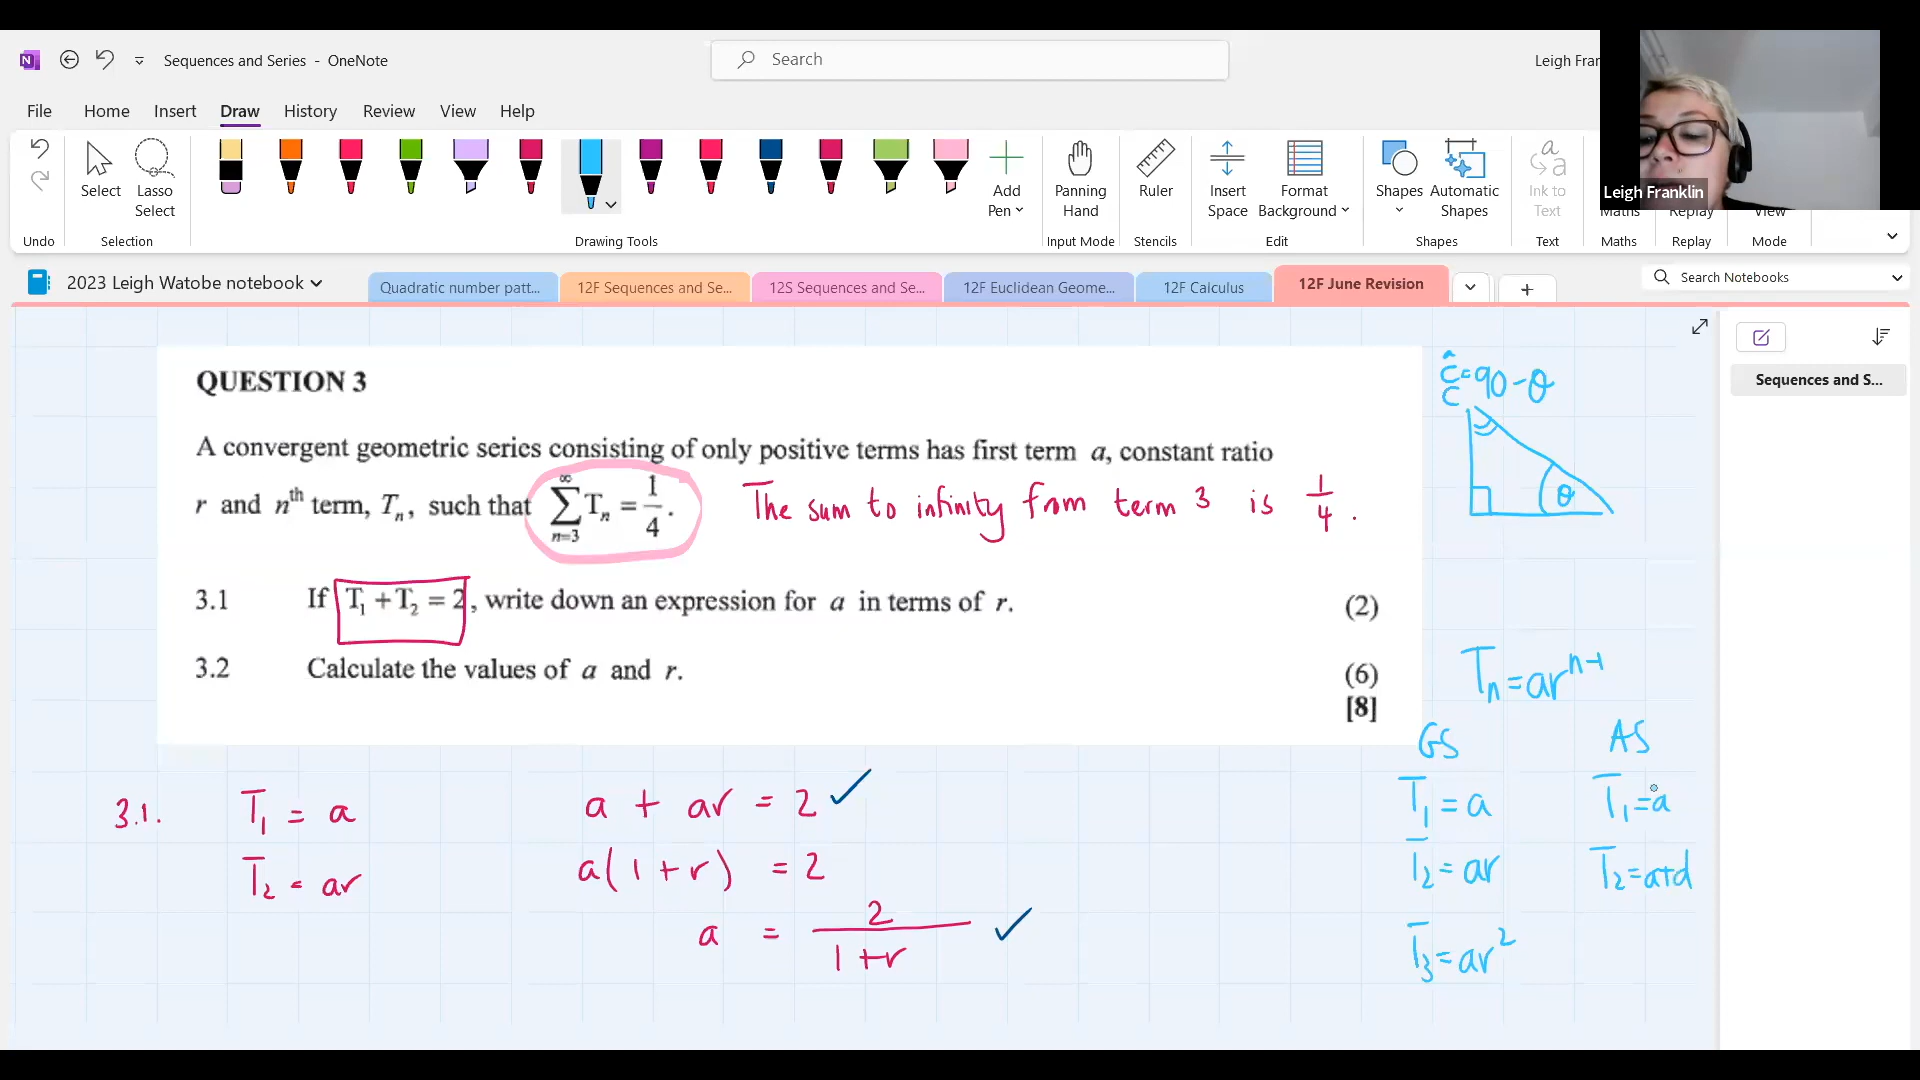 Sequences and Series - OneNote
Search
Leigh Fran
Leigh Franklin
File Home Insert Draw History Review View Help
Undo
Select
Lasso Select
Selection
Drawing Tools
Add Pen
Panning Hand
Input Mode
Ruler
Stencils
Insert Space
Format Background
Edit
Shapes
Automatic Shapes
Shapes
Ink to Text
Text
Maths
Maths
Replay
Replay
View
Mode
2023 Leigh Watobe notebook
Quadratic number patt...
12F Sequences and Se...
12S Sequences and Se...
12F Euclidean Geome...
12F Calculus
12F June Revision
Search Notebooks
Sequences and S...
QUESTION 3
A convergent geometric series consisting of only positive terms has first term a, constant ratio
r and nth term, Tₙ, such that ∑_{n=3}^{∞} Tₙ = 1/4.
The sum to infinity from term 3 is 1/4.
3.1 If T₁ + T₂ = 2, write down an expression for a in terms of r. (2)
3.2 Calculate the values of a and r. (6)
[8]
Ĉ = 90 - θ
C
θ
Tₙ = arⁿ⁻¹
GS
T₁ = a
T₂ = ar
T₃ = ar²
AS
T₁ = a
T₂ = a+d
3.1. T₁ = a
T₂ = ar
a + ar = 2 ✓
a(1 + r) = 2
a = 2/(1+r) ✓